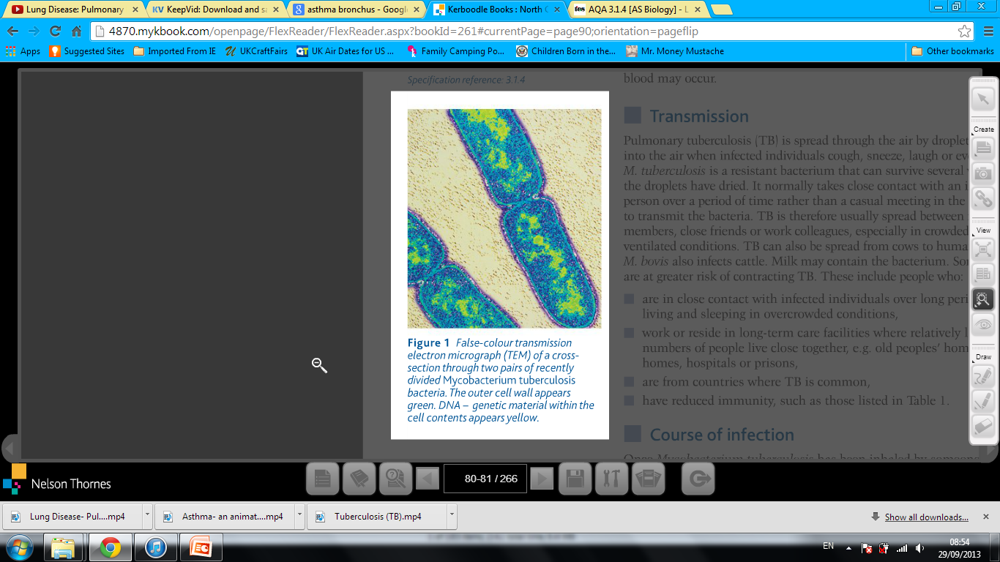 Lung Disease: Pulmonary
KeepVid: Download and sa
asthma bronchus - Googl
Kerboodle Books : North C
AQA 3.1.4 [AS Biology] - L
4870.mykbook.com/openpage/FlexReader/FlexReader.aspx?bookId=261#currentPage=page90;orientation=pageflip
Apps Suggested Sites Imported From IE UKCraftFairs UK Air Dates for US ... Family Camping Po... Children Born in the... Mr. Money Mustache Other bookmarks
Specification reference: 3.1.4
Figure 1 False-colour transmission
electron micrograph (TEM) of a cross-
section through two pairs of recently
divided Mycobacterium tuberculosis
bacteria. The outer cell wall appears
green. DNA – genetic material within the
cell contents appears yellow.
blood may occur.
Transmission
Pulmonary tuberculosis (TB) is spread through the air by droplet
into the air when infected individuals cough, sneeze, laugh or ev
M. tuberculosis is a resistant bacterium that can survive several
the droplets have dried. It normally takes close contact with an i
person over a period of time rather than a casual meeting in the
to transmit the bacteria. TB is therefore usually spread between
members, close friends or work colleagues, especially in crowded
ventilated conditions. TB can also be spread from cows to huma
M. bovis also infects cattle. Milk may contain the bacterium. So
are at greater risk of contracting TB. These include people who:
are in close contact with infected individuals over long peri
living and sleeping in overcrowded conditions,
work or reside in long-term care facilities where relatively l
numbers of people live close together, e.g. old peoples' hom
homes, hospitals or prisons,
are from countries where TB is common,
have reduced immunity, such as those listed in Table 1.
Course of infection
Once Mycobacterium tuberculosis has been inhaled by someone
Create
View
Draw
Nelson Thornes
80-81 / 266
Lung Disease- Pul....mp4
Asthma- an animat....mp4
Tuberculosis (TB).mp4
Show all downloads...
EN
08:54
29/09/2013